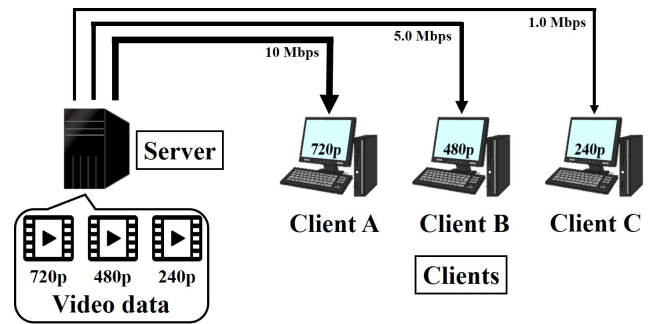 1.0 Mbps
5.0 Mbps
10 Mbps
Server
720p
480p
240p
Client A
Client B
Client C
Clients
720p 480p 240p
Video data